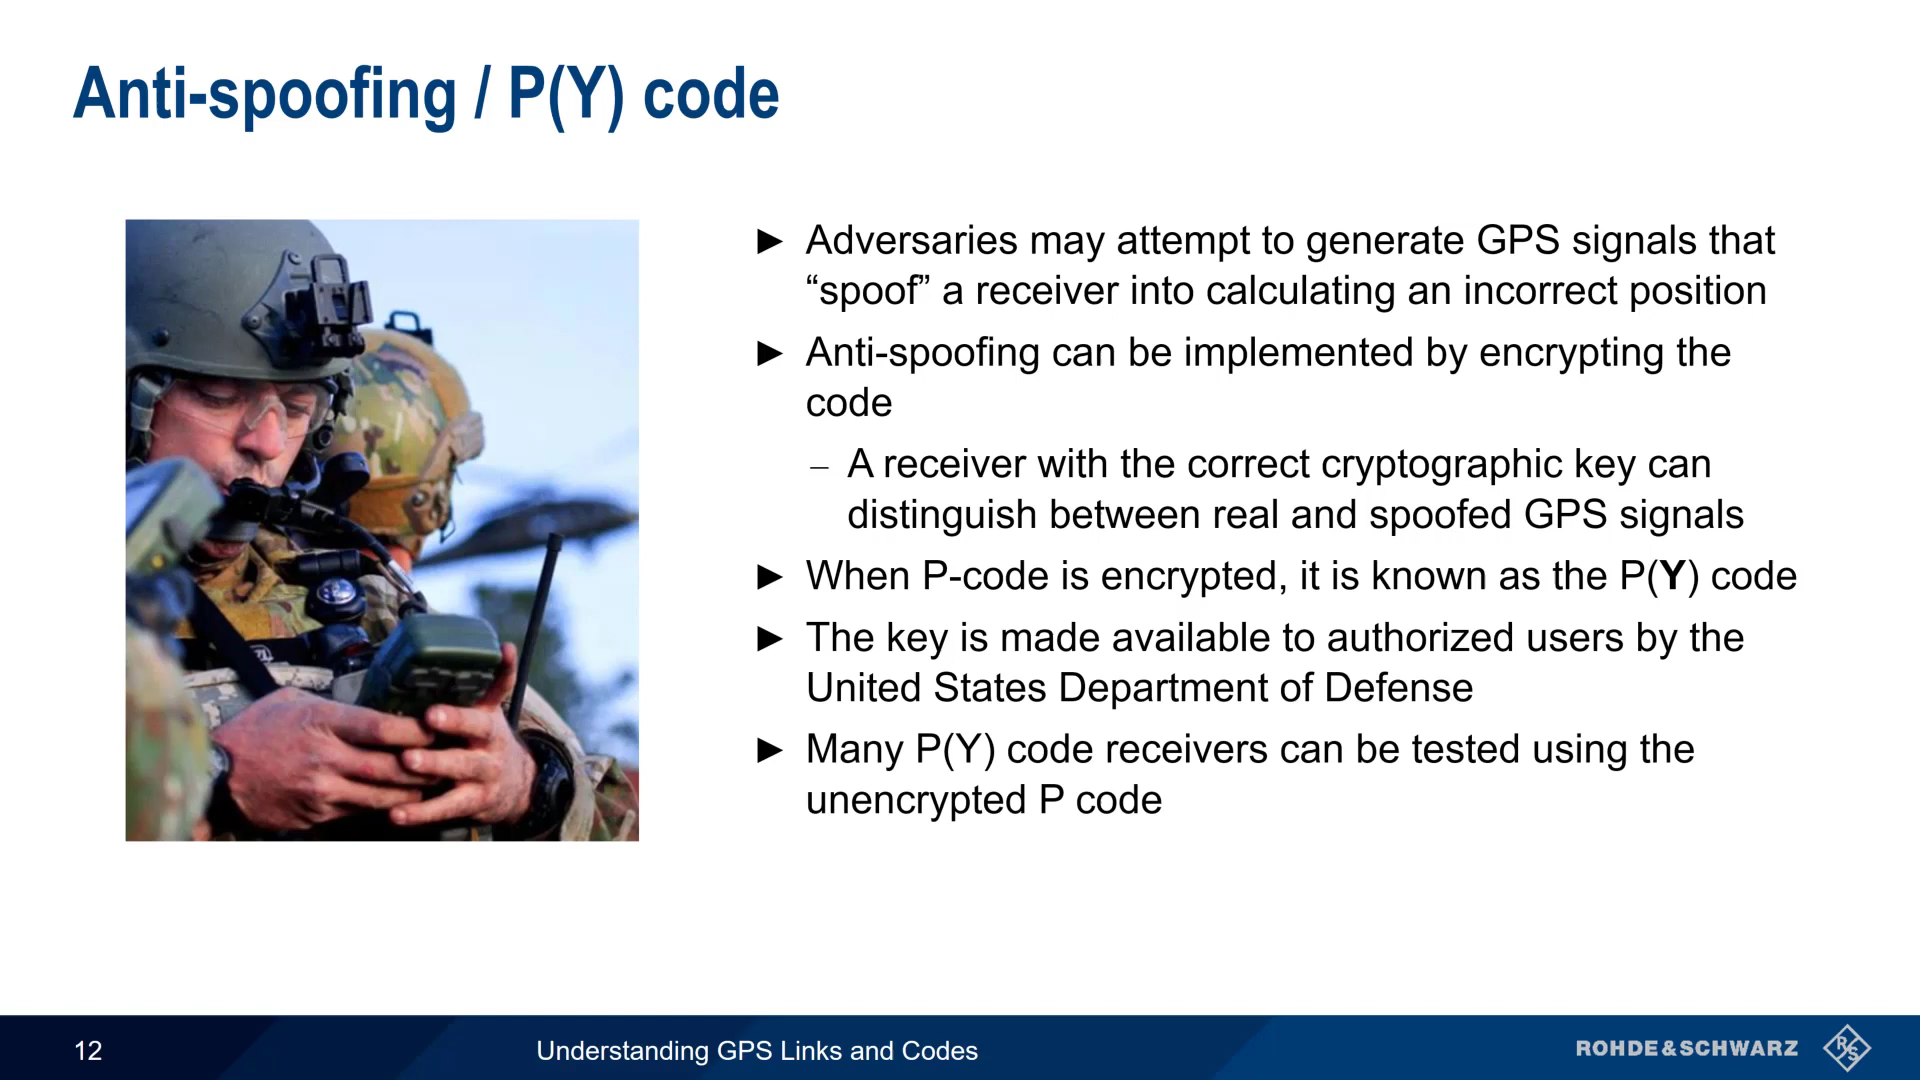 Anti-spoofing / P(Y) code
► Adversaries may attempt to generate GPS signals that
“spoof” a receiver into calculating an incorrect position
► Anti-spoofing can be implemented by encrypting the
code
– A receiver with the correct cryptographic key can
distinguish between real and spoofed GPS signals
► When P-code is encrypted, it is known as the P(Y) code
► The key is made available to authorized users by the
United States Department of Defense
► Many P(Y) code receivers can be tested using the
unencrypted P code
12
Understanding GPS Links and Codes
ROHDE&SCHWARZ
R&S